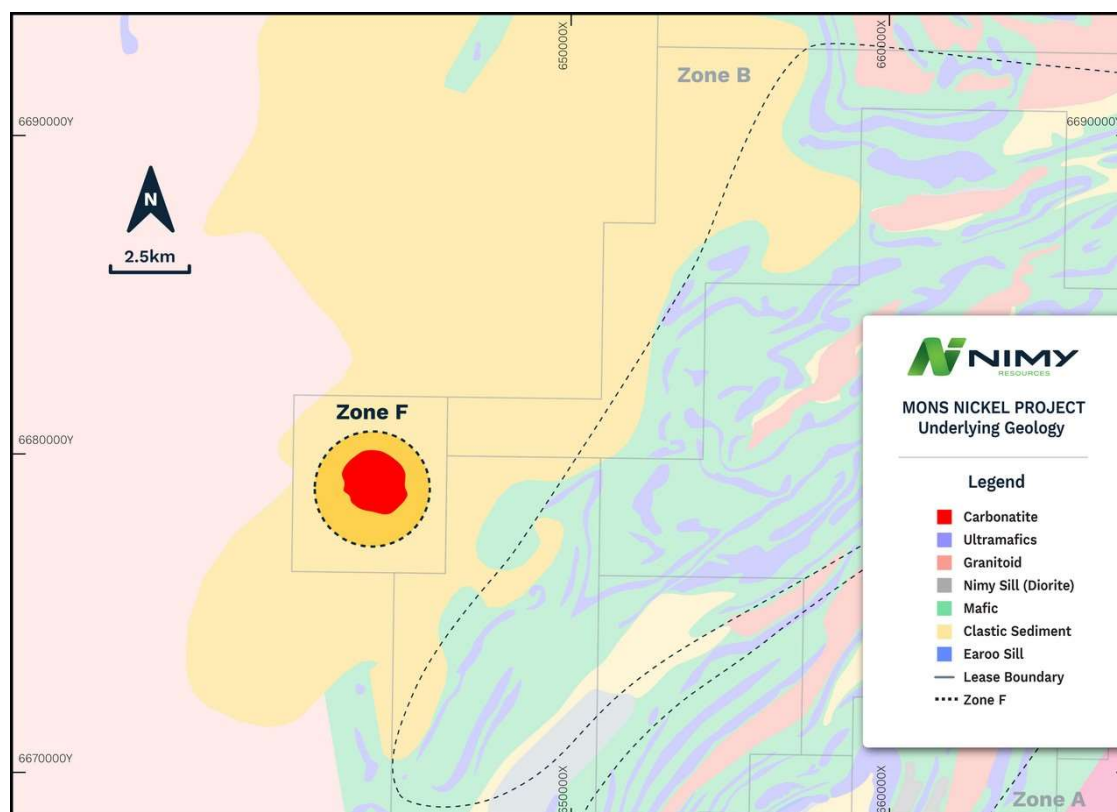 650000X
660000X
Zone B
6690000Y
6690000Y
N
2.5km
NIMY
RESOURCES
MONS NICKEL PROJECT
Underlying Geology
Legend
Carbonatite
Ultramafics
Granitoid
Nimy Sill (Diorite)
Mafic
Clastic Sediment
Earoo Sill
Lease Boundary
Zone F
Zone F
6680000Y
6670000Y
650000X
660000X
Zone A